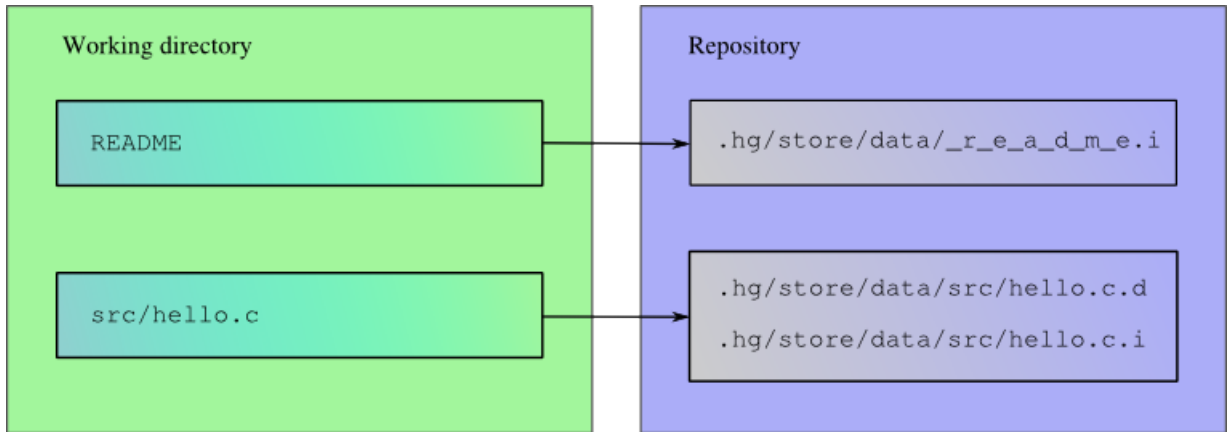 Working directory
README
src/hello.c
Repository
.hg/store/data/_r_e_a_d_m_e.i
.hg/store/data/src/hello.c.d
.hg/store/data/src/hello.c.i